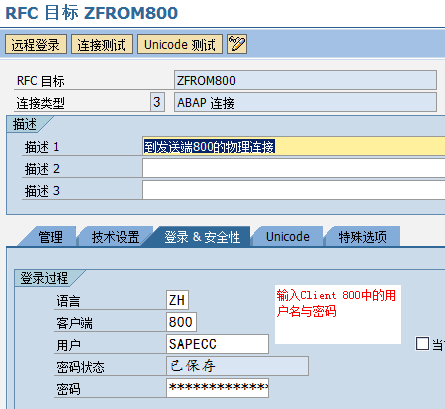 RFC 目标 ZFROM800
远程登录 连接测试 Unicode 测试
RFC 目标 ZFROM800
连接类型 3 ABAP 连接
描述
描述 1 到发送端800的物理连接
描述 2
描述 3
管理 技术设置 登录 & 安全性 Unicode 特殊选项
登录过程
语言 ZH
客户端 800
用户 SAPECC
密码状态 已保存
密码 *************
输入Client 800中的用
户名与密码
当